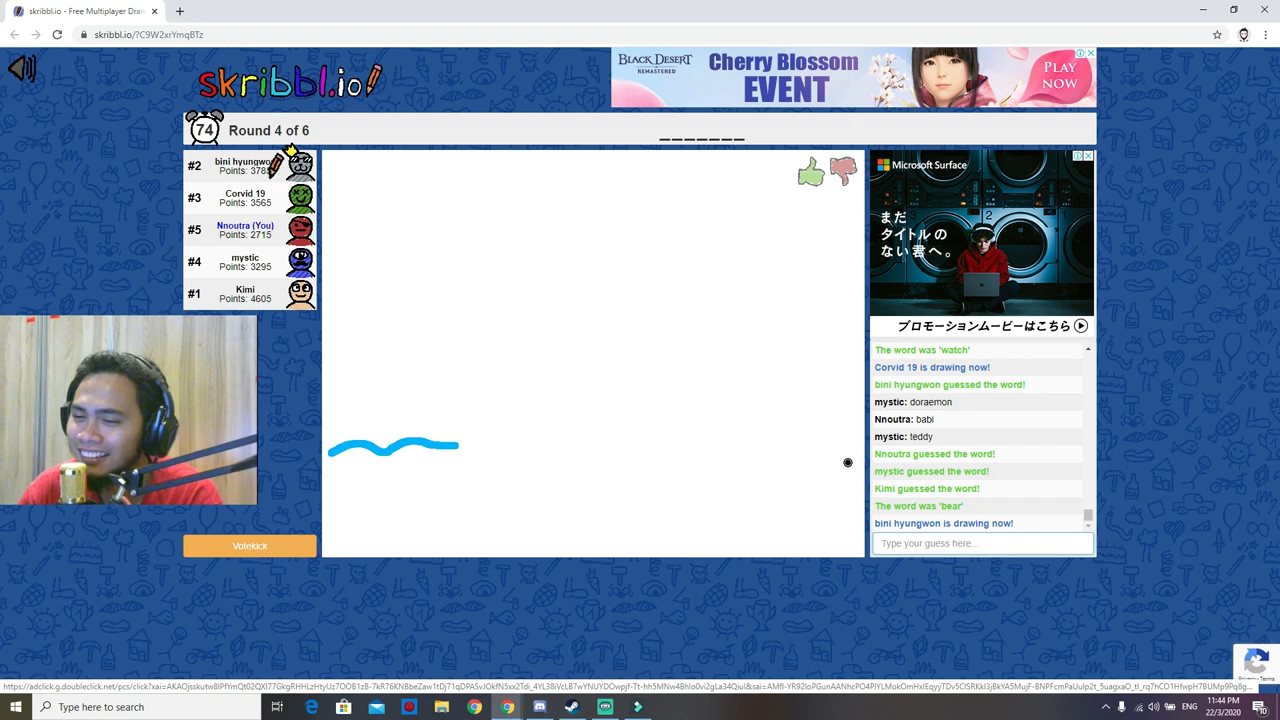 skribbl.io - Free Multiplayer Draw
skribbl.io/?C9W2xrYmqBTz
skribbl.io
BLACK DESERT
REMASTERED
Cherry Blossom
EVENT
PLAY
NOW
74
Round 4 of 6
_______
#2
bini hyungwo
Points: 3785
#3
Corvid 19
Points: 3565
#5
Nnoutra (You)
Points: 2715
#4
mystic
Points: 3295
#1
Kimi
Points: 4605
Votekick
Microsoft Surface
まだ
タイトルの
ない君へ。
2
プロモーションムービーはこちら
The word was 'watch'
Corvid 19 is drawing now!
bini hyungwon guessed the word!
mystic: doraemon
Nnoutra: babi
mystic: teddy
Nnoutra guessed the word!
mystic guessed the word!
Kimi guessed the word!
The word was 'bear'
bini hyungwon is drawing now!
Type your guess here...
Type here to search
ENG
11:44 PM
22/3/2020